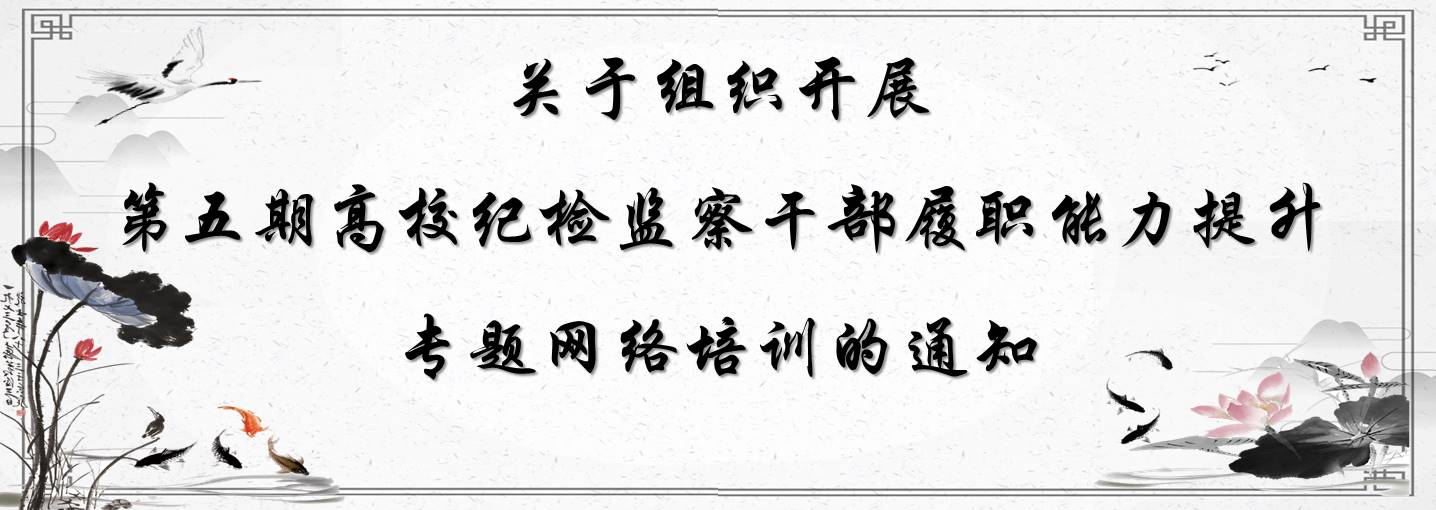 关于组织开展
第五期高校纪检监察干部履职能力提升
专题网络培训的通知